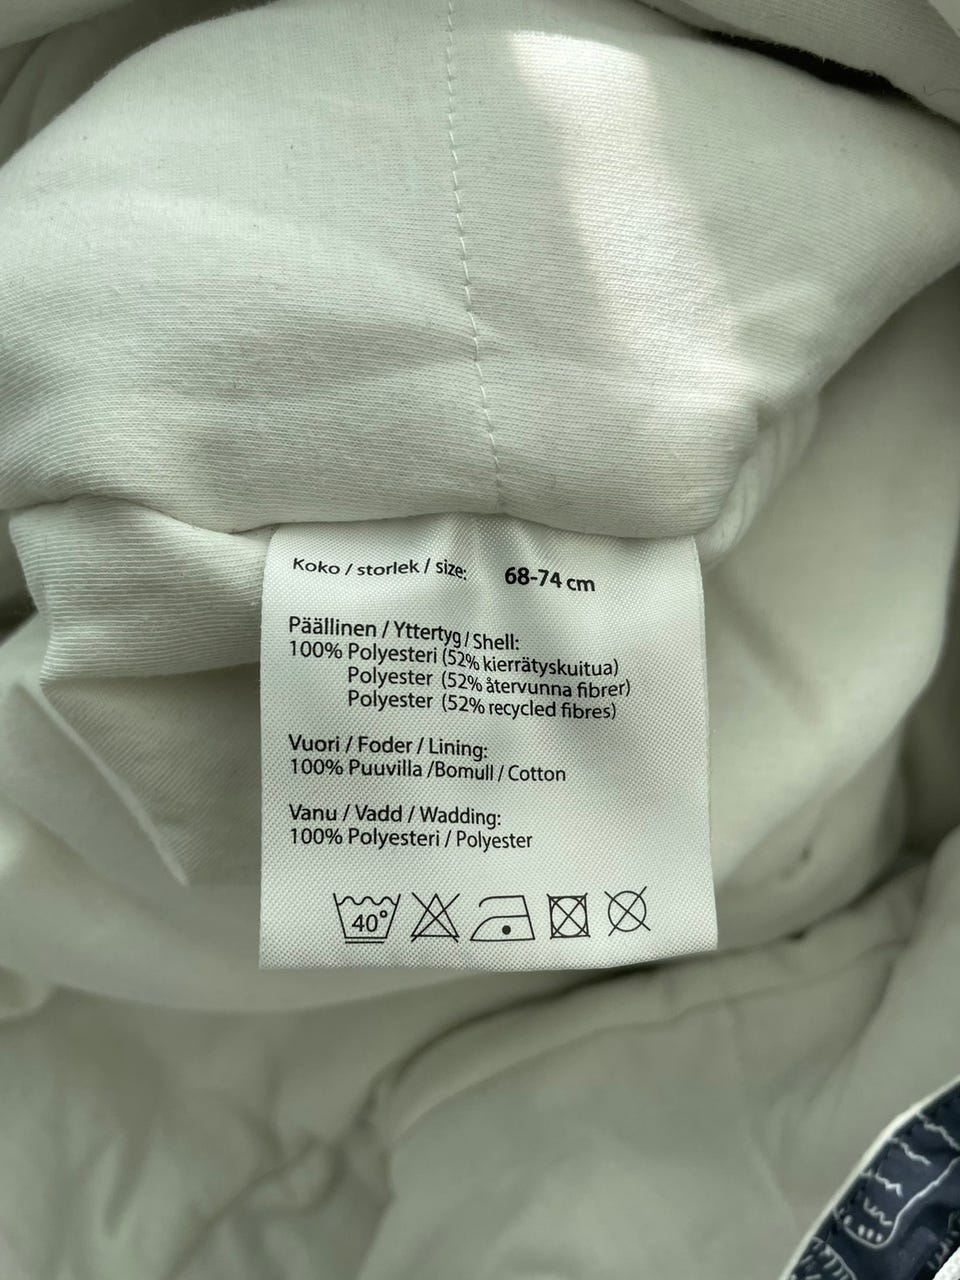 Koko / storlek / size: 68-74 cm
Päällinen / Yttertyg / Shell:
100% Polyesteri (52% kierrätyskuitua)
Polyester (52% återvunna fibrer)
Polyester (52% recycled fibres)
Vuori / Foder / Lining:
100% Puuvilla /Bomull / Cotton
Vanu / Vadd / Wadding:
100% Polyesteri / Polyester
40°